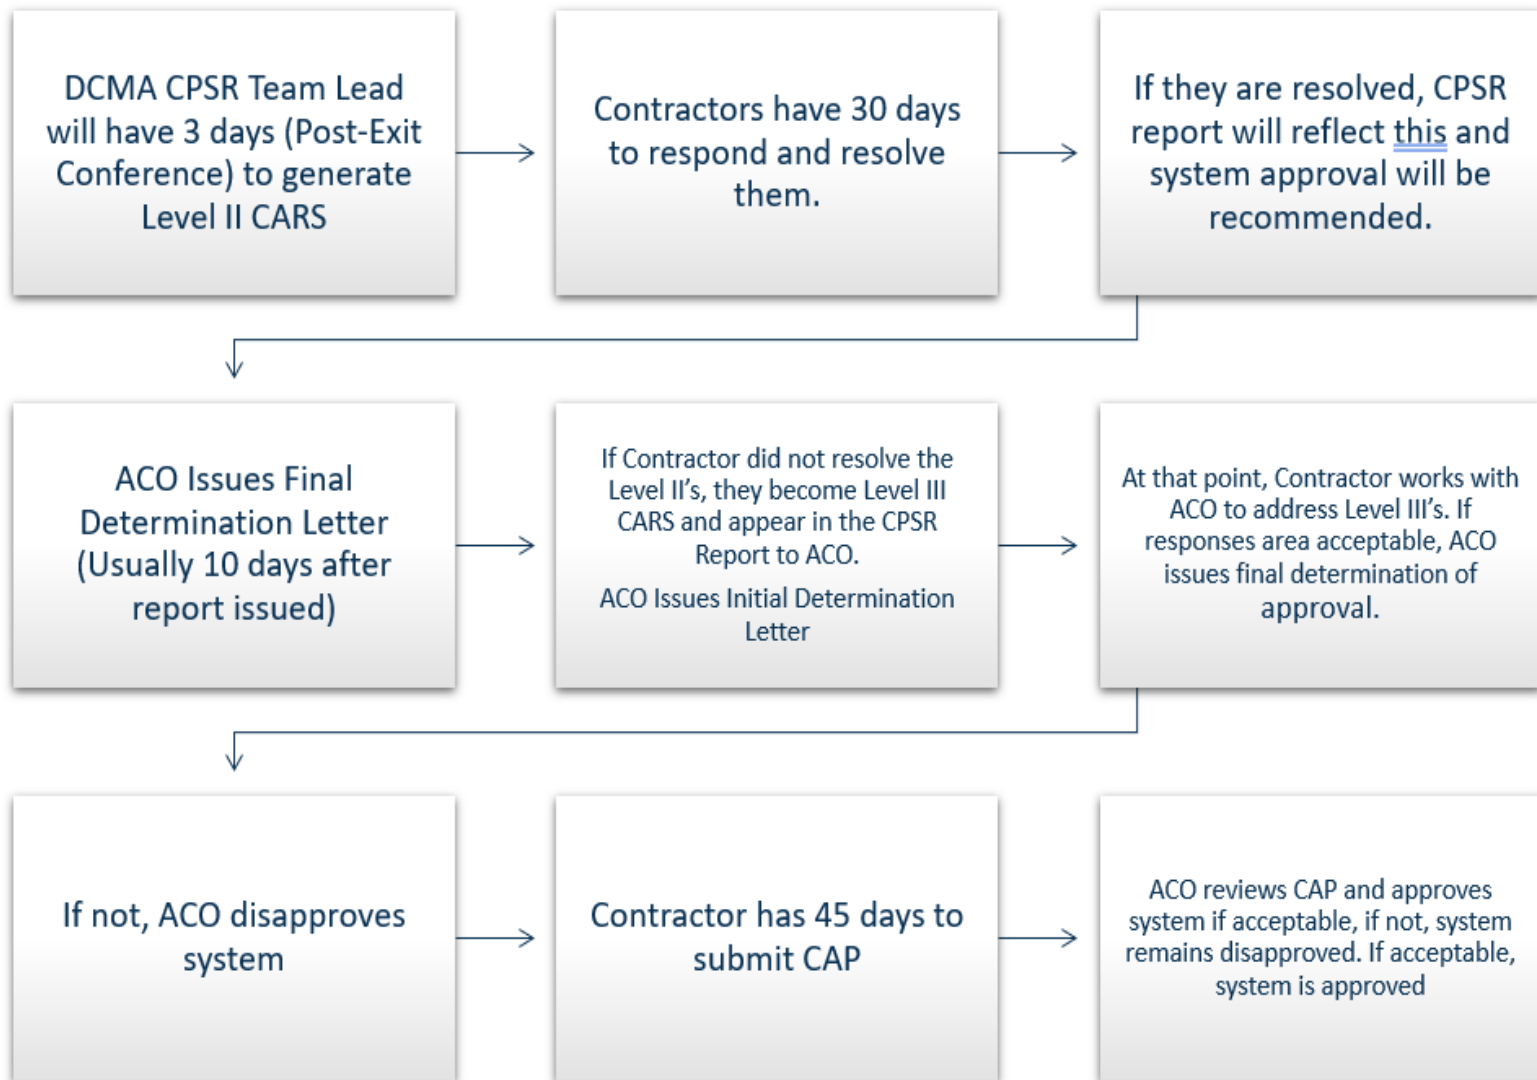 DCMA CPSR Team Lead
will have 3 days (Post-Exit
Conference) to generate
Level II CARS
Contractors have 30 days
to respond and resolve
them.
If they are resolved, CPSR
report will reflect this and
system approval will be
recommended.
ACO Issues Final
Determination Letter
(Usually 10 days after
report issued)
If Contractor did not resolve the
Level II’s, they become Level III
CARS and appear in the CPSR
Report to ACO.
ACO Issues Initial Determination
Letter
At that point, Contractor works with
ACO to address Level III’s. If
responses area acceptable, ACO
issues final determination of
approval.
If not, ACO disapproves
system
Contractor has 45 days to
submit CAP
ACO reviews CAP and approves
system if acceptable, if not, system
remains disapproved. If acceptable,
system is approved